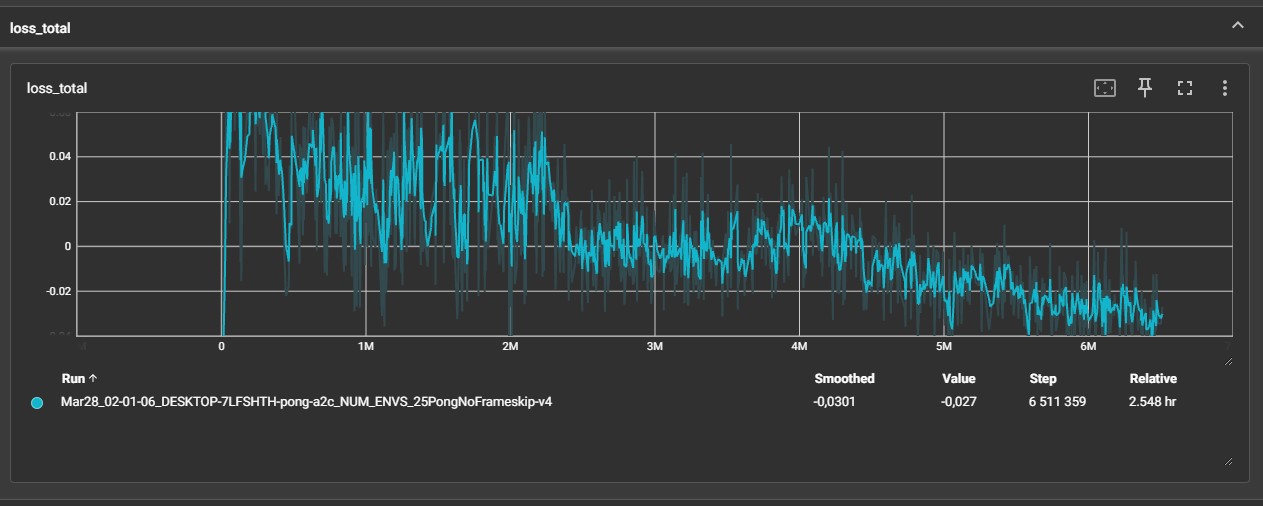 loss_total
loss_total
0.04
0.02
0
-0.02
0 1M 2M 3M 4M 5M 6M
Run ↑ Smoothed Value Step Relative
Mar28_02-01-06_DESKTOP-7LFSHTH-pong-a2c_NUM_ENVS_25PongNoFrameskip-v4 -0,0301 -0,027 6 511 359 2.548 hr